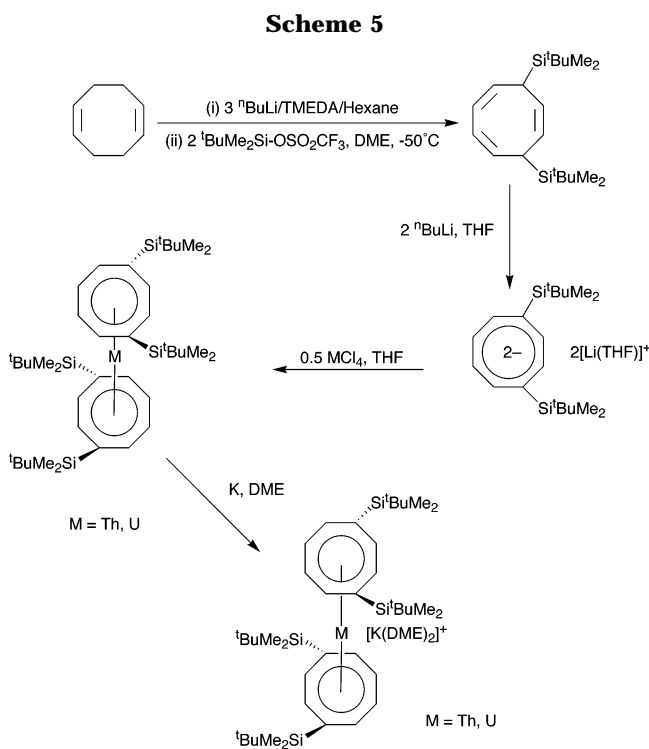 Scheme 5
SiᵗBuMe₂
(i) 3 ⁿBuLi/TMEDA/Hexane
(ii) 2 ᵗBuMe₂Si-OSO₂CF₃, DME, -50°C
SiᵗBuMe₂
2 ⁿBuLi, THF
SiᵗBuMe₂
SiᵗBuMe₂
2– 2[Li(THF)]⁺
SiᵗBuMe₂
M
SiᵗBuMe₂
ᵗBuMe₂Si
0.5 MCl₄, THF
ᵗBuMe₂Si
K, DME
M = Th, U
SiᵗBuMe₂
SiᵗBuMe₂
M [K(DME)₂]⁺
ᵗBuMe₂Si
M = Th, U
ᵗBuMe₂Si